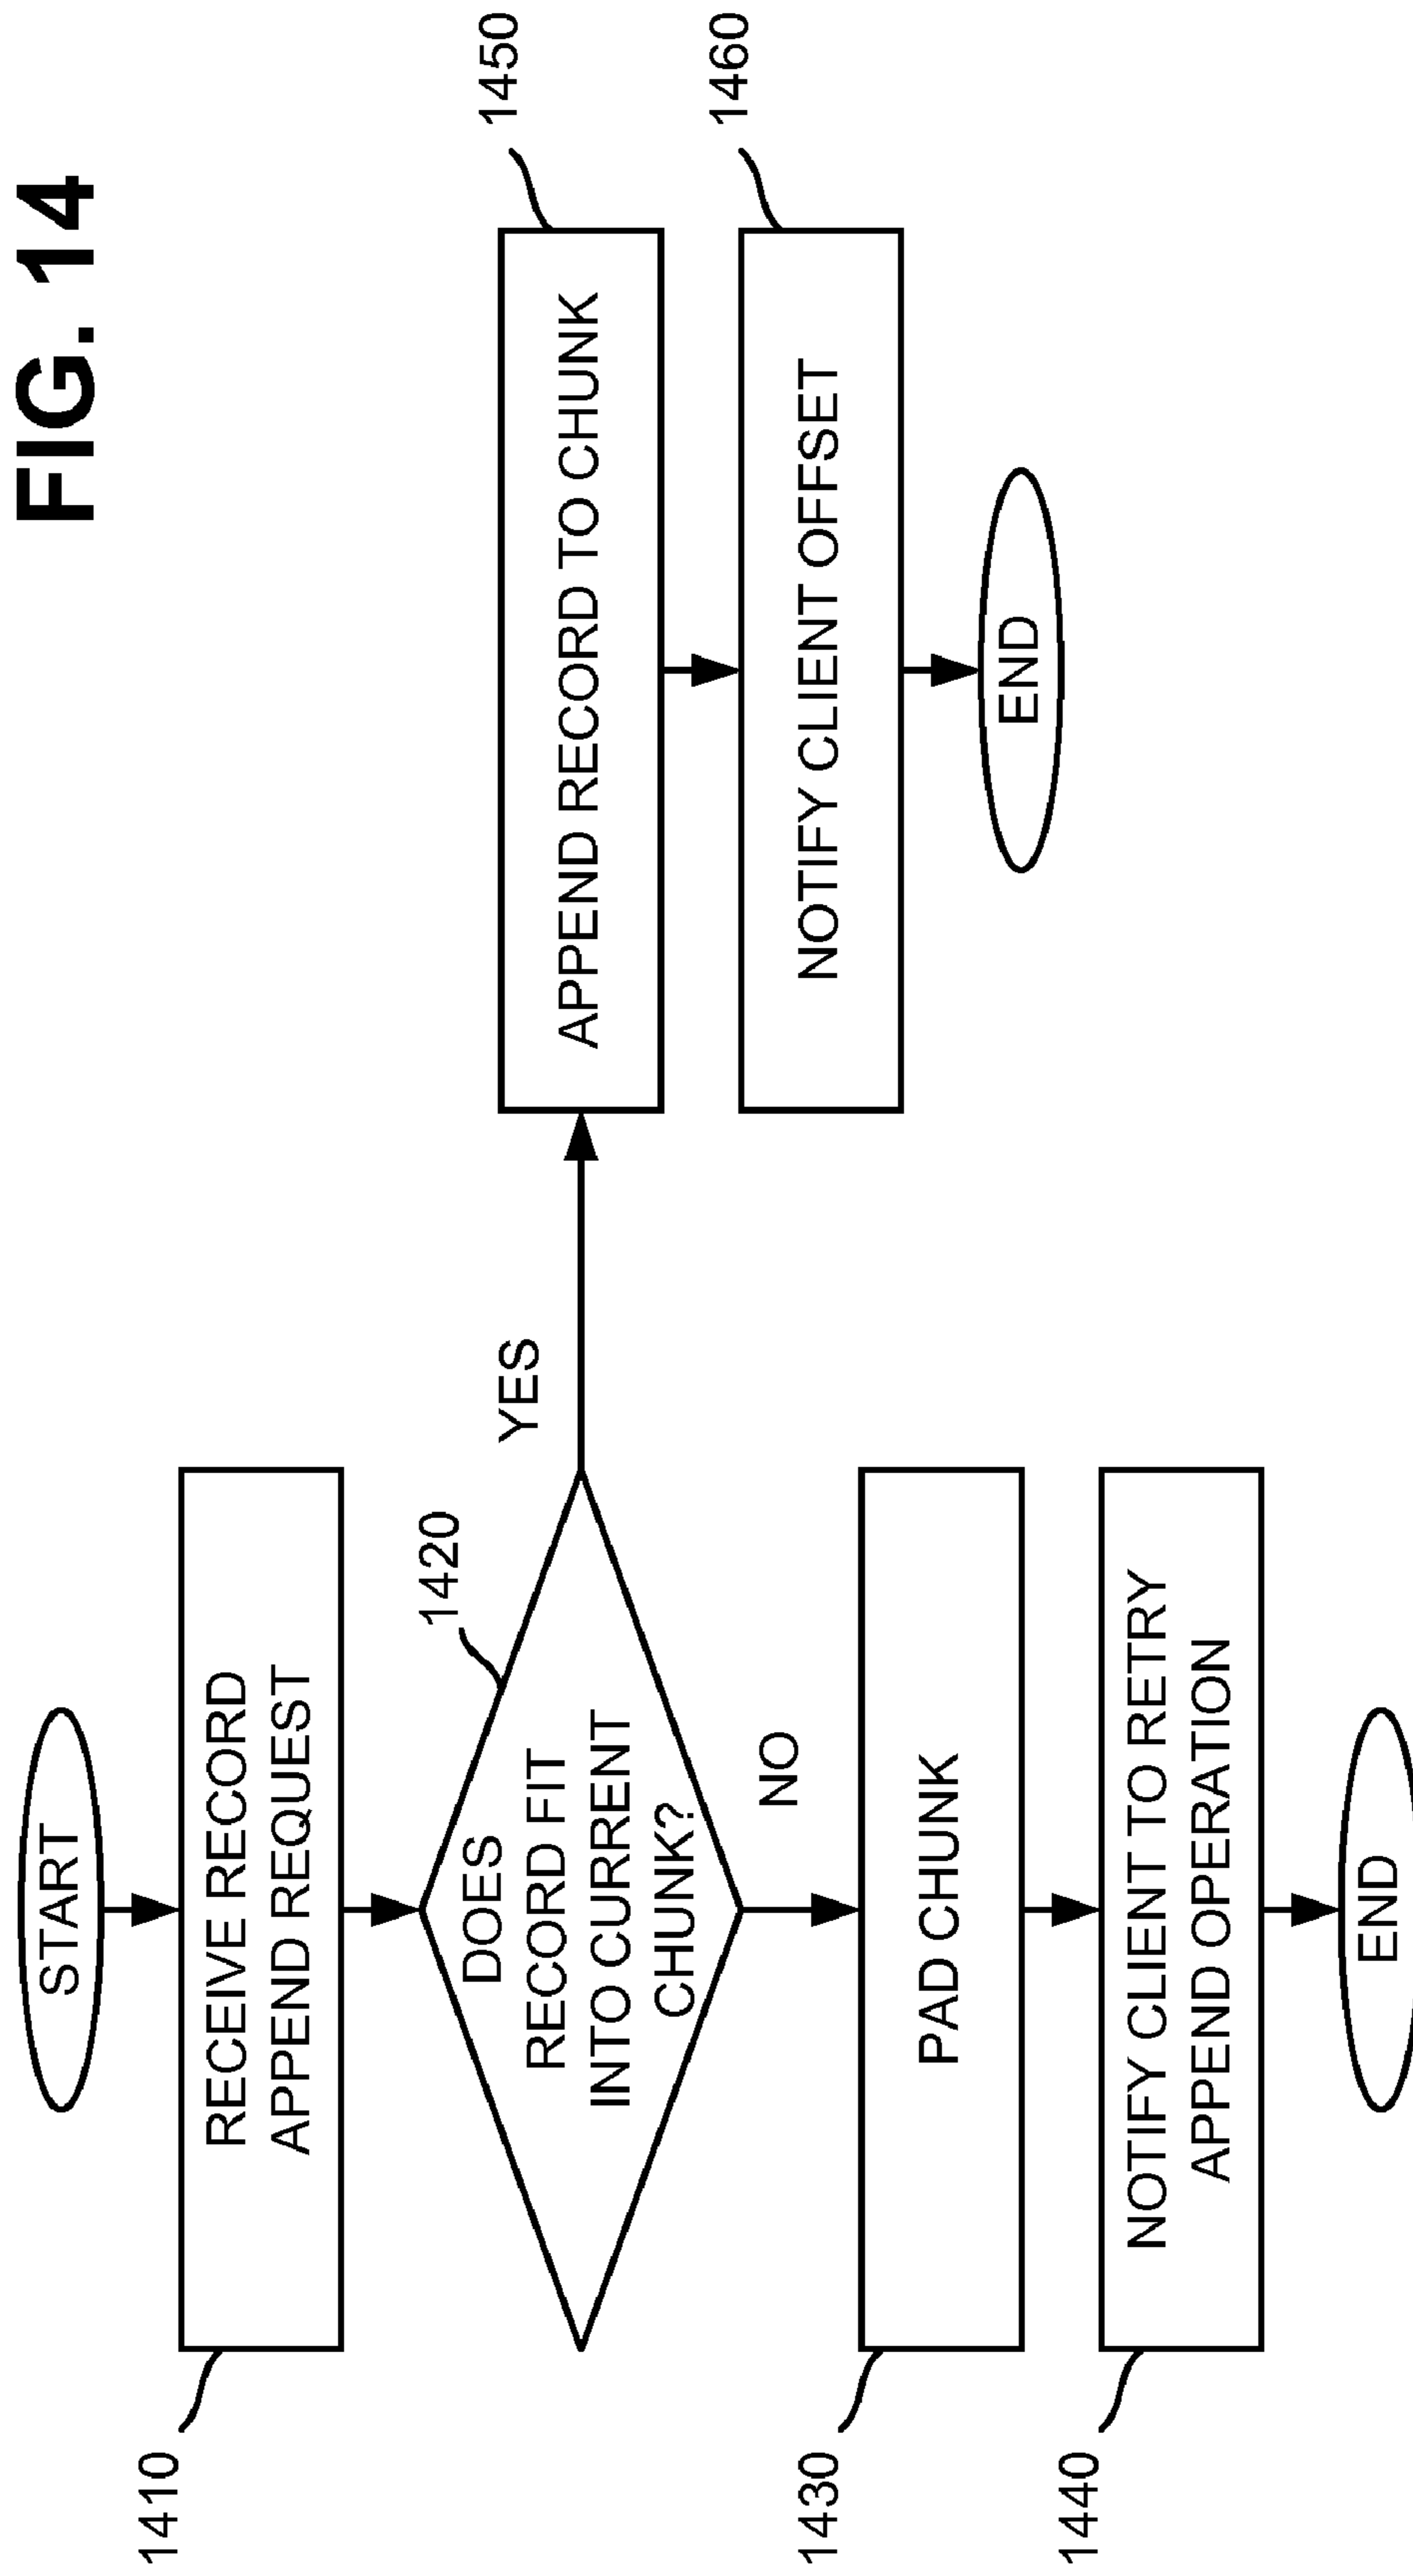 FIG. 14
START
RECEIVE RECORD
APPEND REQUEST
1410
DOES
RECORD FIT
INTO CURRENT
CHUNK?
1420
YES
NO
PAD CHUNK
1430
NOTIFY CLIENT TO RETRY
APPEND OPERATION
1440
END
APPEND RECORD TO CHUNK
1450
NOTIFY CLIENT OFFSET
1460
END